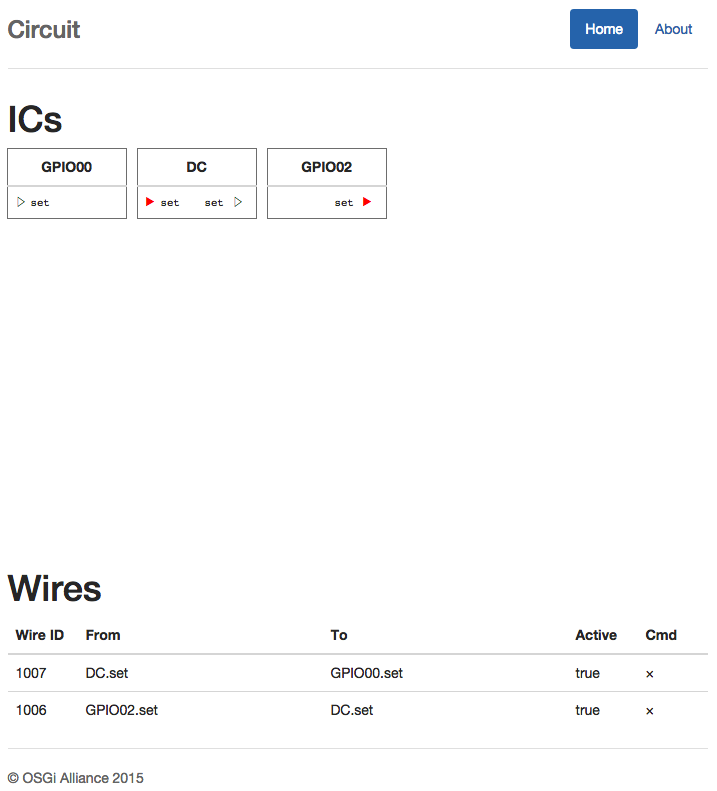 Circuit Home About
ICs
GPIO00 DC GPIO02
▷ set ▶ set set ▷ set ▶
Wires
Wire ID From To Active Cmd
1007 DC.set GPIO00.set true ×
1006 GPIO02.set DC.set true ×
© OSGi Alliance 2015